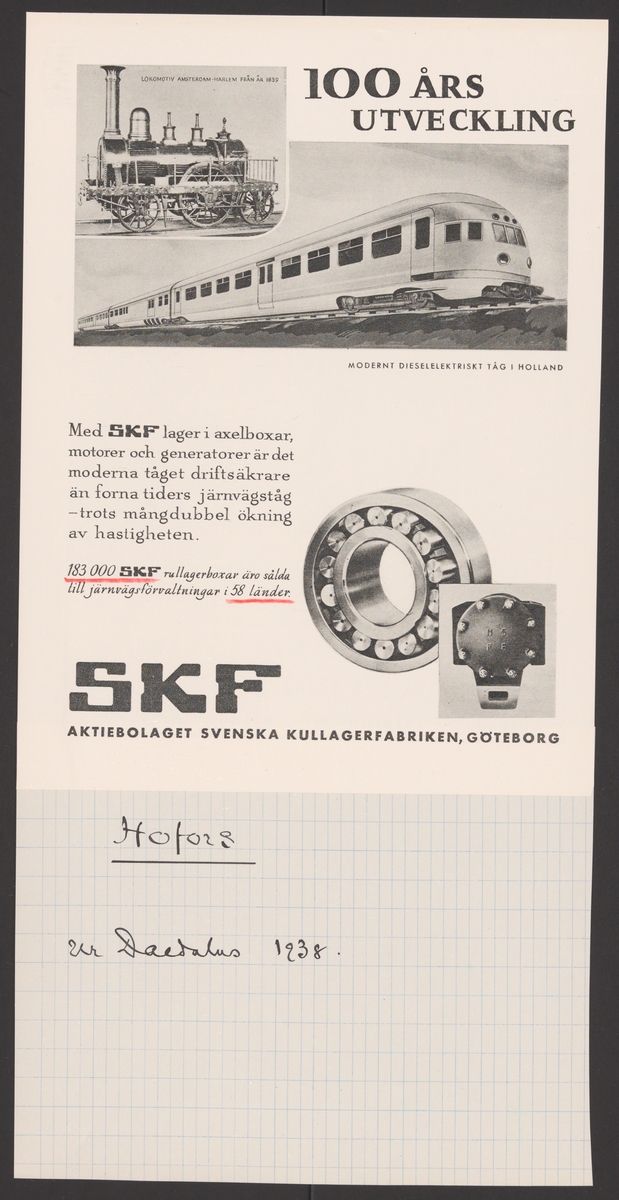 LOKOMOTIV AMSTERDAM-HARLEM FRÅN ÅR 1839
100 ÅRS
UTVECKLING
MODERNT DIESELELEKTRISKT TÅG I HOLLAND
Med SKF lager i axelboxar,
motorer och generatorer är det
moderna tåget driftsäkrare
än forna tiders järnvägståg
–trots mångdubbel ökning
av hastigheten.
183 000 SKF rullagerboxar äro sålda
till järnvägsförvaltningar i 58 länder.
SKF
AKTIEBOLAGET SVENSKA KULLAGERFABRIKEN, GÖTEBORG
Hofors
Ur Daedalus 1938.